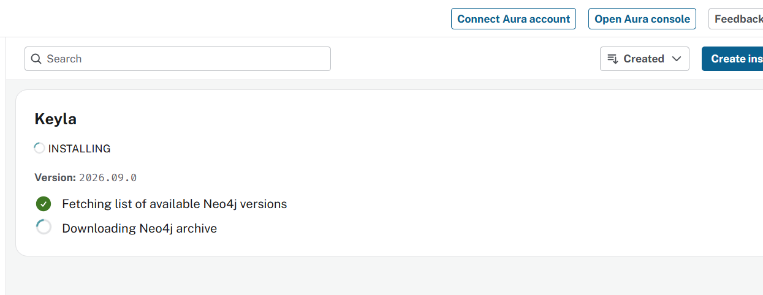 Connect Aura account Open Aura console Feedback
Search Created Create ins
Keyla
INSTALLING
Version: 2026.09.0
Fetching list of available Neo4j versions
Downloading Neo4j archive